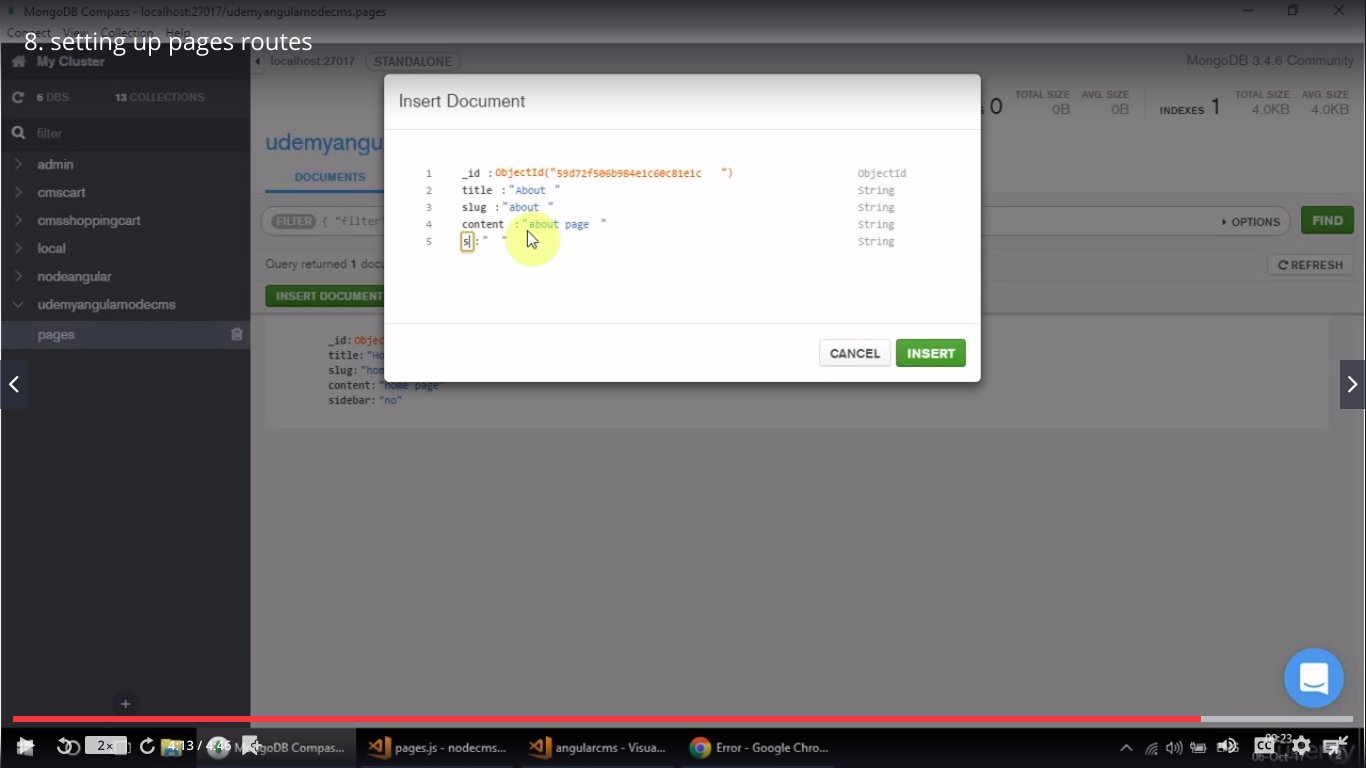 MongoDB Compass - localhost:27017/udemyangularnodecms.pages
Connect View Collection Help
8. setting up pages routes
My Cluster
localhost:27017 STANDALONE
MongoDB 3.4.6 Community
6 DBS 13 COLLECTIONS
filter
admin
cmscart
cmsshoppingcart
local
nodeangular
udemyangularnodecms
pages
udemyangu
0 TOTAL SIZE 0B AVG. SIZE 0B INDEXES 1 TOTAL SIZE 4.0KB AVG. SIZE 4.0KB
DOCUMENTS
FILTER { "filter"
OPTIONS
FIND
Query returned 1 docu
REFRESH
INSERT DOCUMENT
Insert Document
1 _id : ObjectId("59d72f506b984e1c60c81e1c ") ObjectId
2 title : "About " String
3 slug : "about " String
4 content : "about page " String
5 s : " " String
CANCEL INSERT
_id: Objec
title: "Ho
slug: "hom
content: "home page"
sidebar: "no"
2x
4:13 / 4:46
goDB Compas...
pages.js - nodecms...
angularcms - Visua...
Error - Google Chro...
CC
06-Oct-17